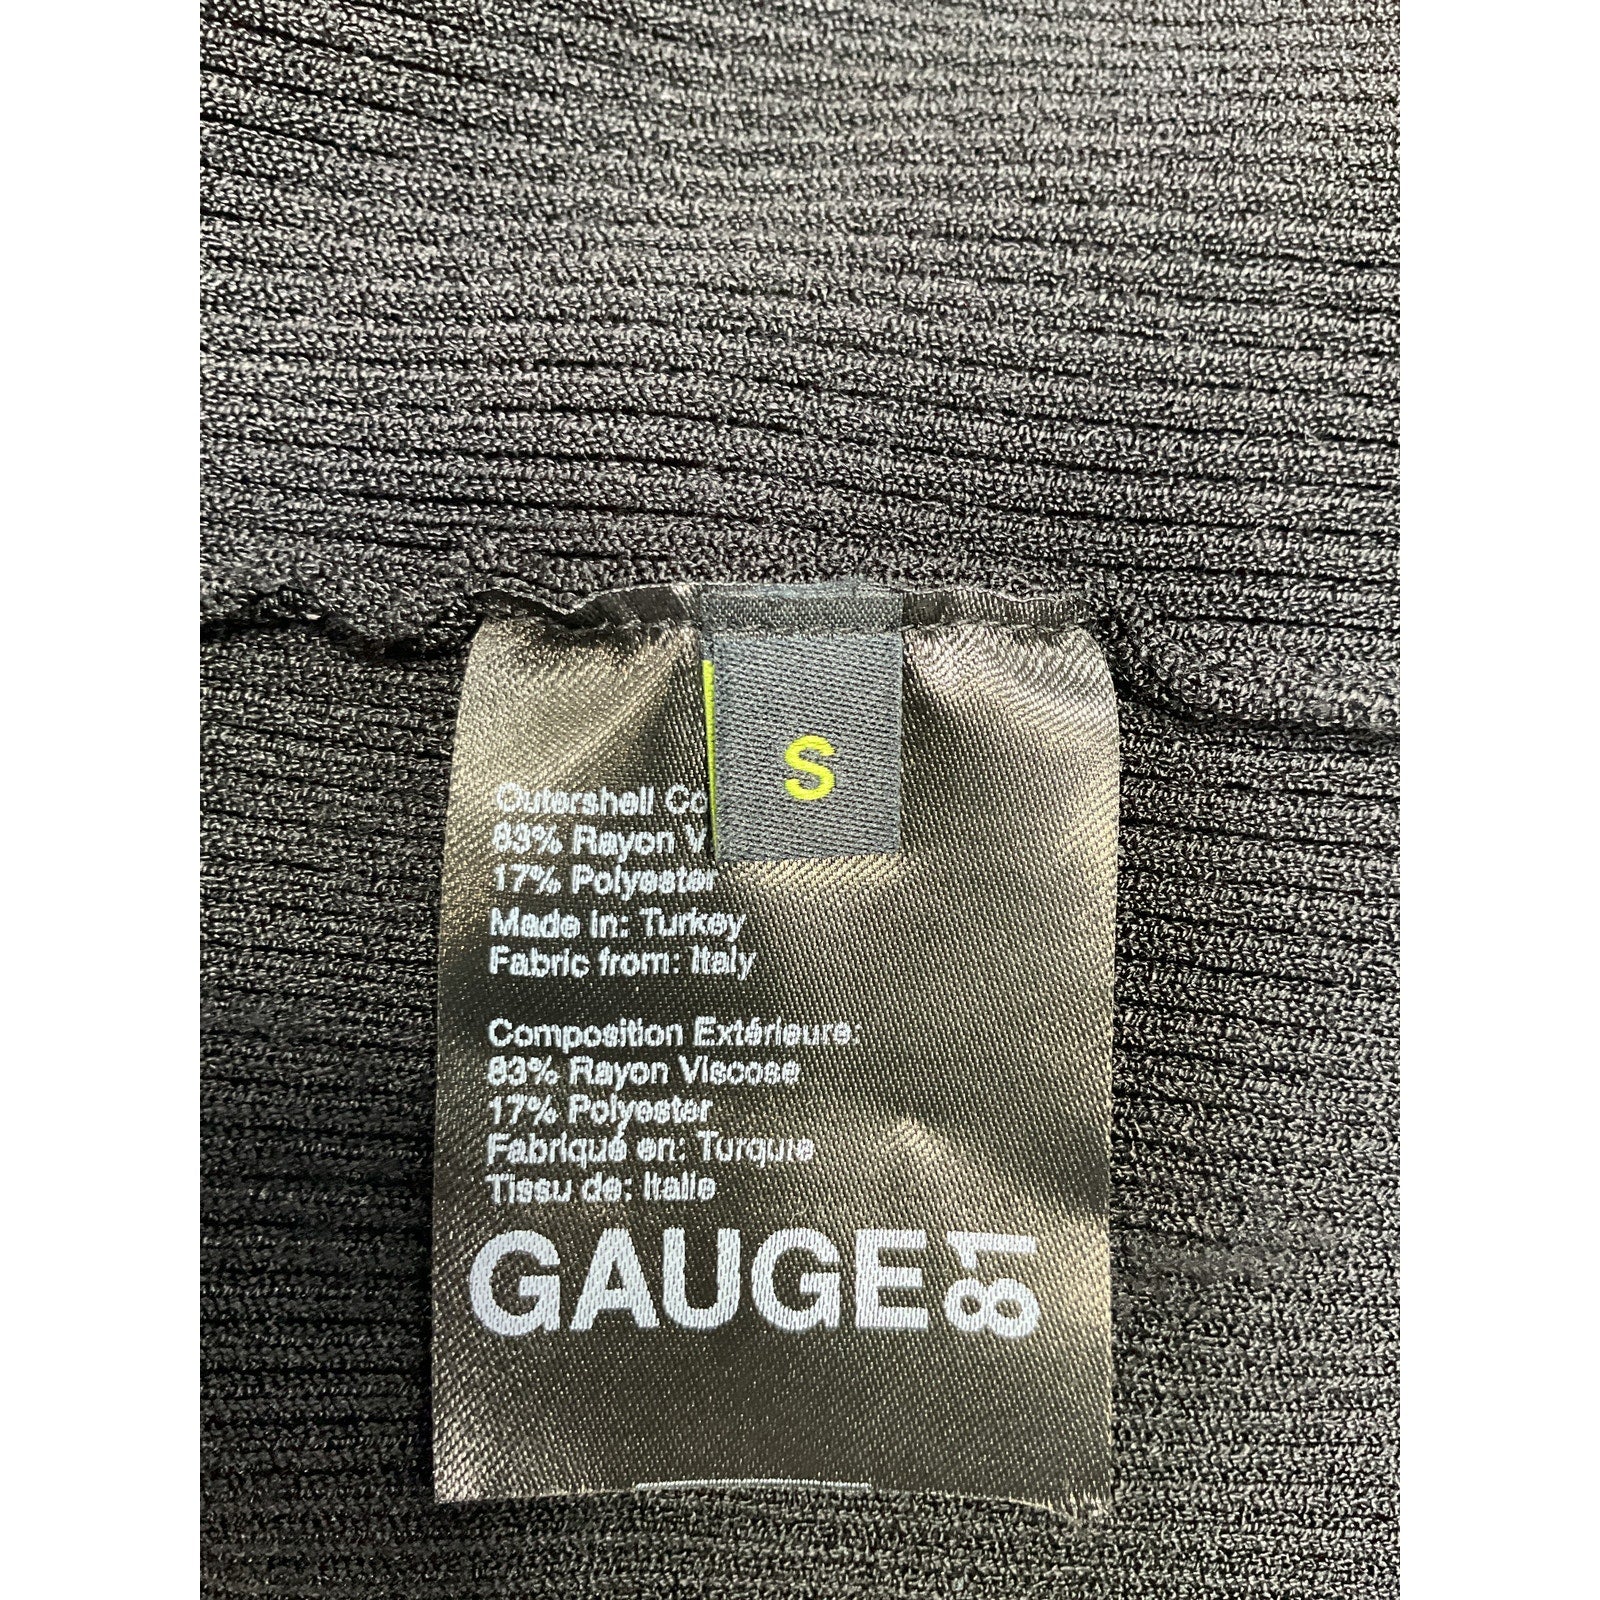 S
Outershell Co
83% Rayon V
17% Polyester
Made in: Turkey
Fabric from: Italy
Composition Extérieure:
83% Rayon Viscose
17% Polyester
Fabriqué en: Turquie
Tissu de: Italie
GAUGE81